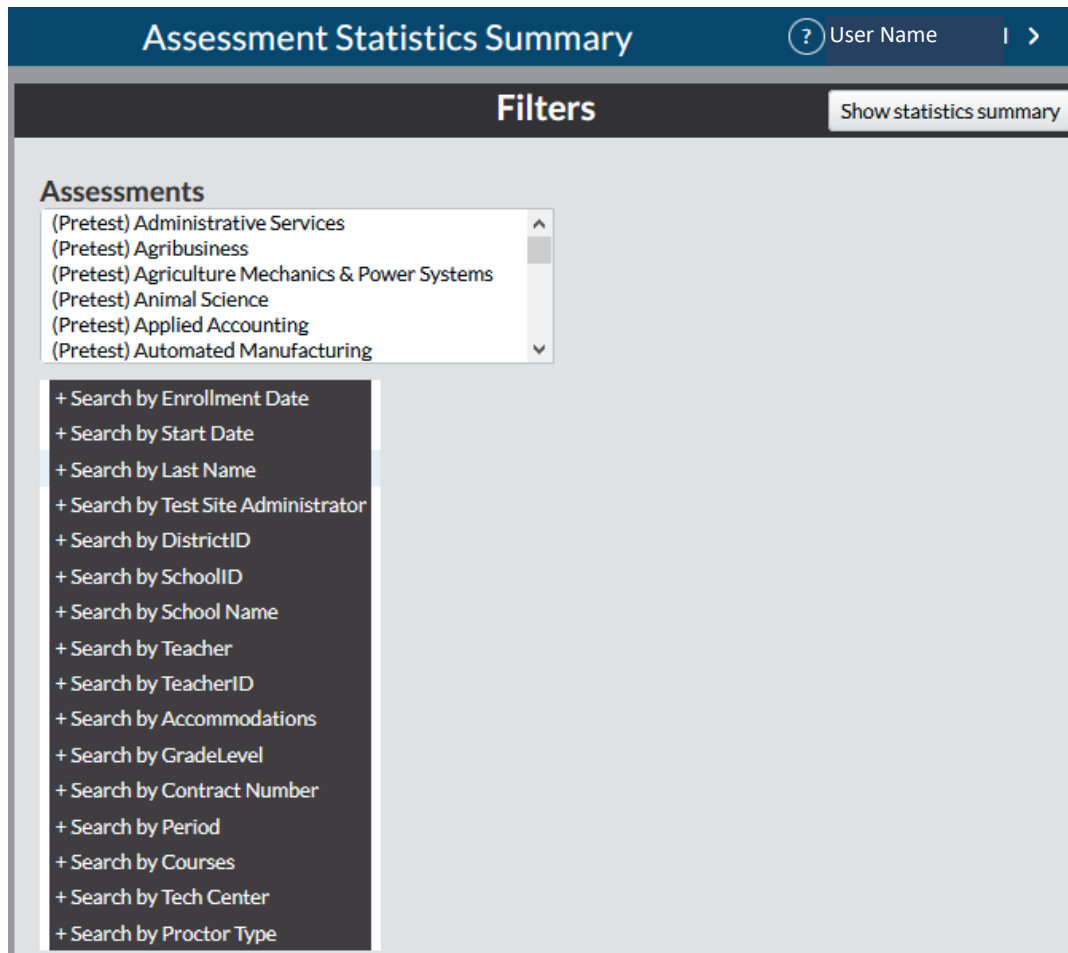 Assessment Statistics Summary
? User Name
Filters
Show statistics summary
Assessments
(Pretest) Administrative Services
(Pretest) Agribusiness
(Pretest) Agriculture Mechanics & Power Systems
(Pretest) Animal Science
(Pretest) Applied Accounting
(Pretest) Automated Manufacturing
+ Search by Enrollment Date
+ Search by Start Date
+ Search by Last Name
+ Search by Test Site Administrator
+ Search by DistrictID
+ Search by SchoolID
+ Search by School Name
+ Search by Teacher
+ Search by TeacherID
+ Search by Accommodations
+ Search by GradeLevel
+ Search by Contract Number
+ Search by Period
+ Search by Courses
+ Search by Tech Center
+ Search by Proctor Type